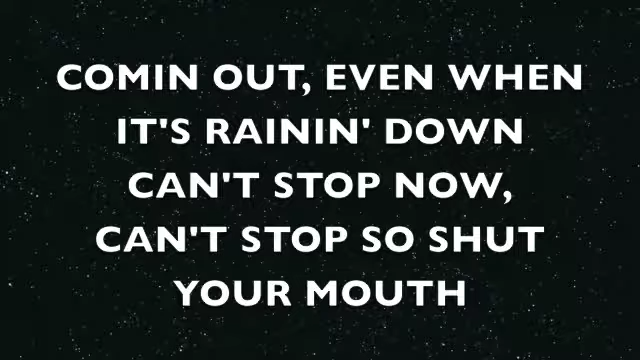 COMIN OUT, EVEN WHEN
IT'S RAININ' DOWN
CAN'T STOP NOW,
CAN'T STOP SO SHUT
YOUR MOUTH